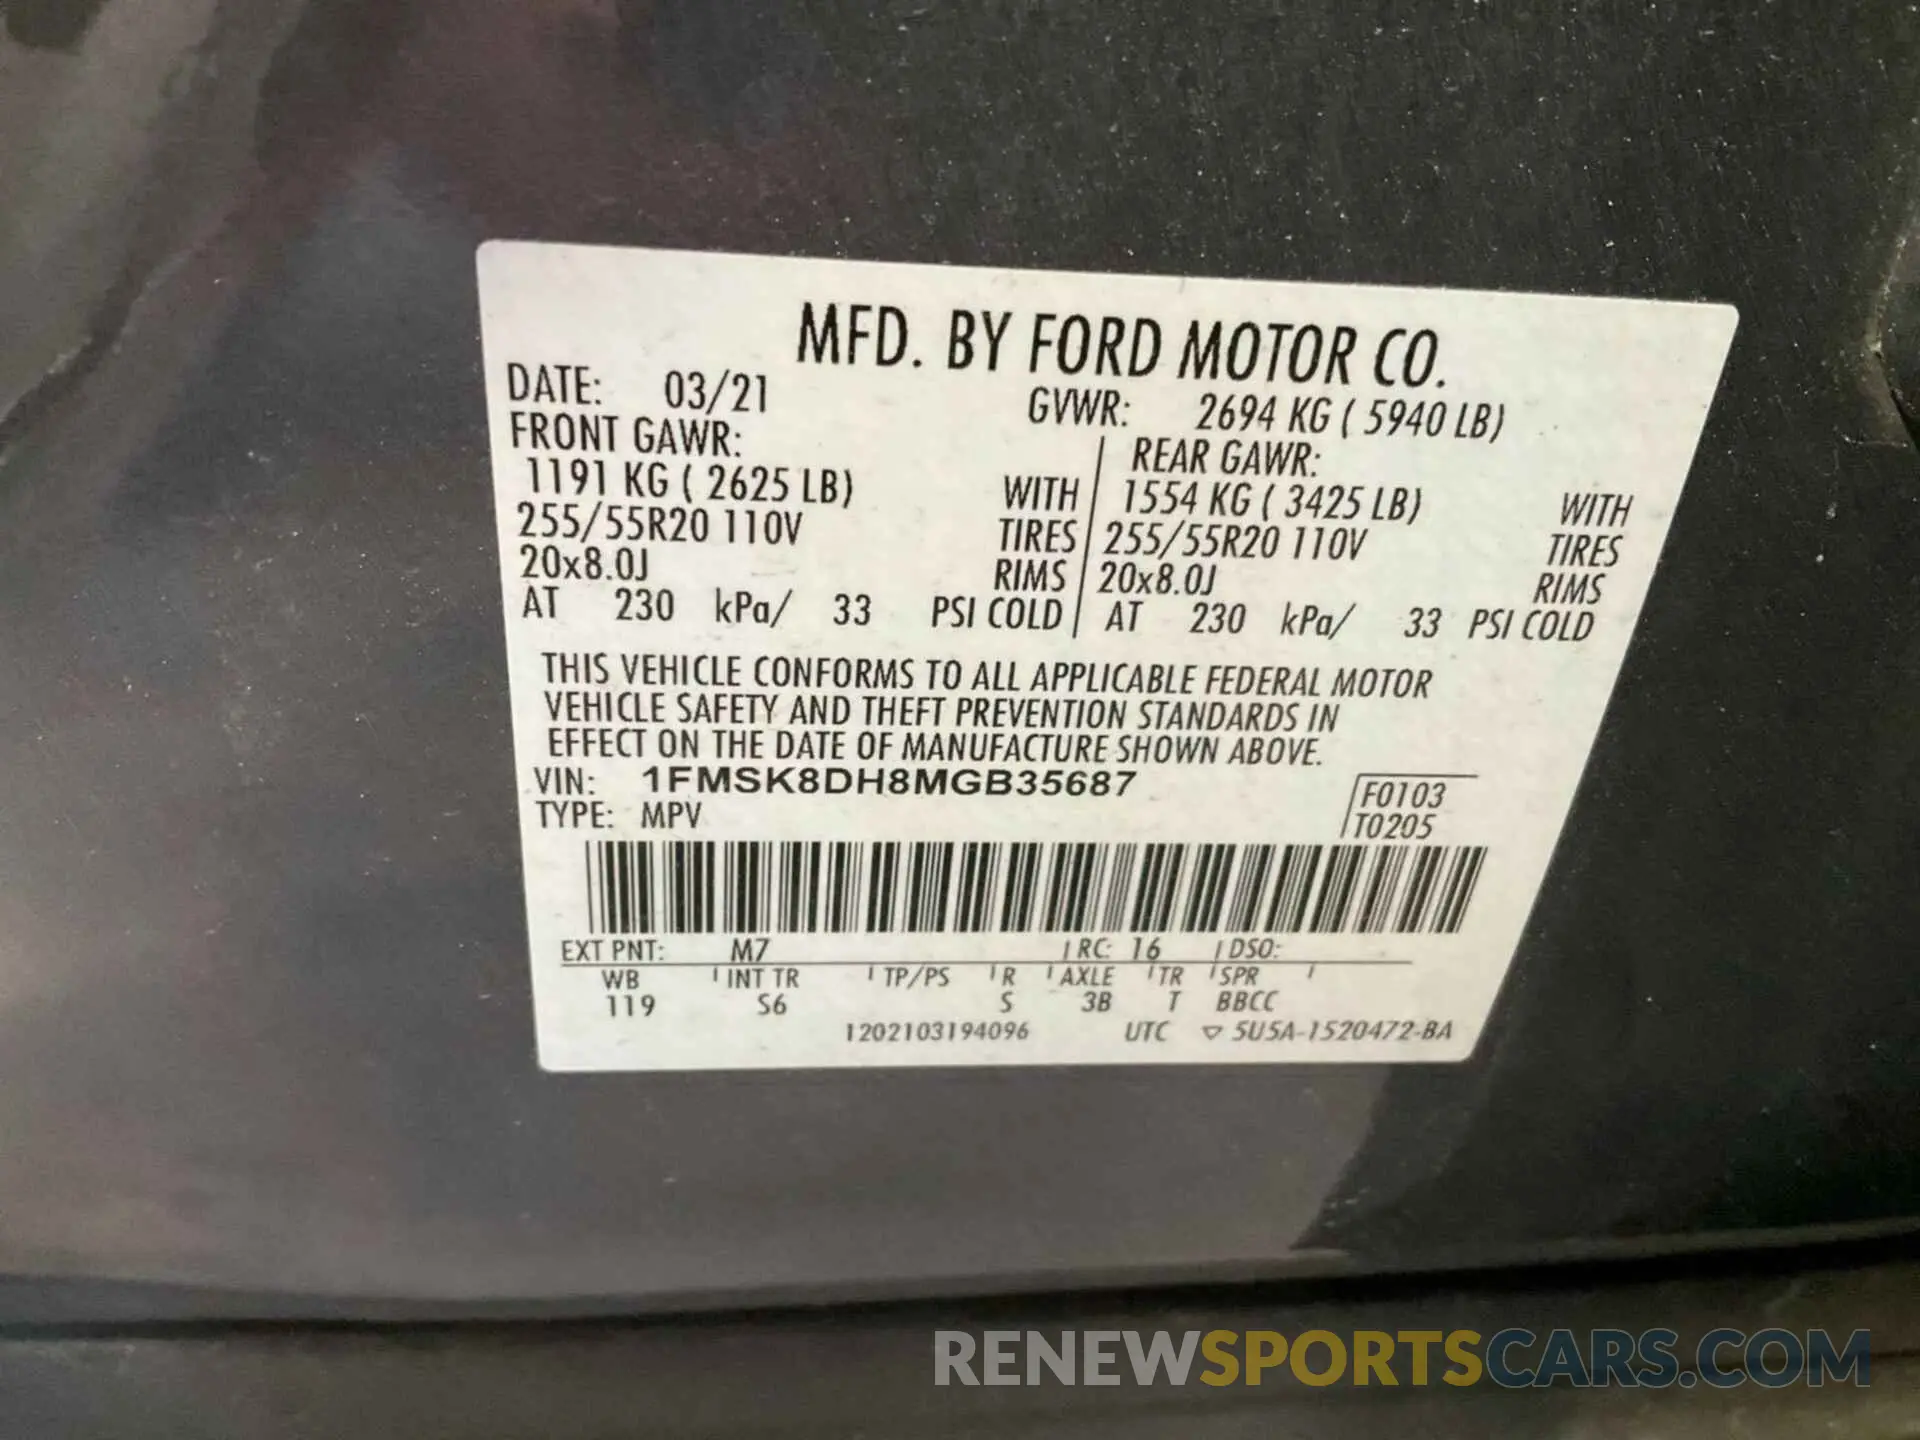 MFD. BY FORD MOTOR CO.
DATE: 03/21 GVWR: 2694 KG ( 5940 LB)
FRONT GAWR: REAR GAWR:
1191 KG ( 2625 LB) WITH 1554 KG ( 3425 LB) WITH
255/55R20 110V TIRES 255/55R20 110V TIRES
20x8.0J RIMS 20x8.0J RIMS
AT 230 kPa/ 33 PSI COLD AT 230 kPa/ 33 PSI COLD
THIS VEHICLE CONFORMS TO ALL APPLICABLE FEDERAL MOTOR
VEHICLE SAFETY AND THEFT PREVENTION STANDARDS IN
EFFECT ON THE DATE OF MANUFACTURE SHOWN ABOVE.
VIN: 1FMSK8DH8MGB35687 F0103
TYPE: MPV T0205
EXT PNT: M7 RC: 16 DSO:
WB INT TR TP/PS R AXLE TR SPR
119 S6 S 3B T BBCC
1202103194096 UTC ▽ 5U5A-1520472-BA
RENEWSPORTSCARS.COM